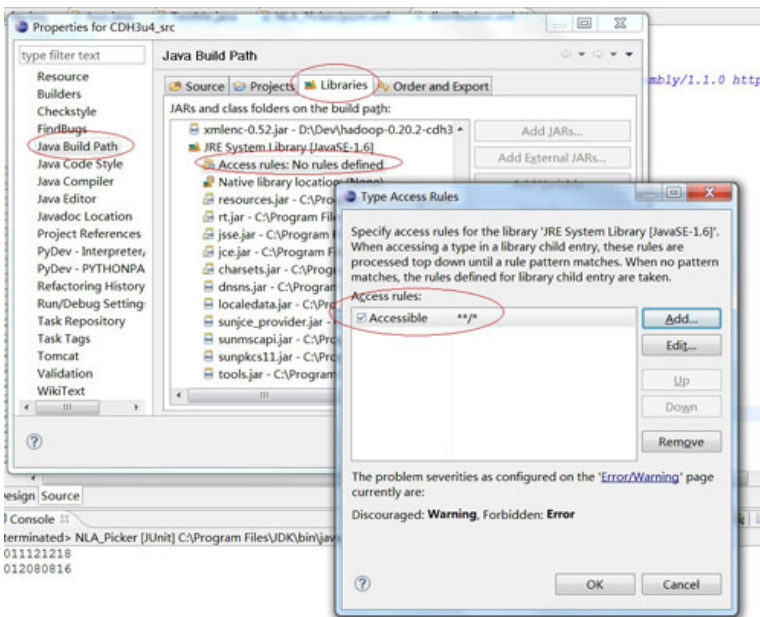 Properties for CDH3u4_src
type filter text
Resource
Builders
Checkstyle
FindBugs
Java Build Path
Java Code Style
Java Compiler
Java Editor
Javadoc Location
Project References
PyDev - Interpreter/
PyDev - PYTHONPA
Refactoring History
Run/Debug Setting
Task Repository
Task Tags
Tomcat
Validation
WikiText
Java Build Path
Source Projects Libraries Order and Export
JARs and class folders on the build path:
xmlenc-0.52.jar - D:\Dev\hadoop-0.20.2-cdh3
JRE System Library [JavaSE-1.6]
Access rules: No rules defined
Native library location: (None)
resources.jar - C:\Pro
rt.jar - C:\Program Fil
jsse.jar - C:\Program
jce.jar - C:\Program F
charsets.jar - C:\Prog
dnsns.jar - C:\Progra
localedata.jar - C:\Pr
sunjce_provider.jar -
sunmscapi.jar - C:\Pr
sunpkcs11.jar - C:\Pr
tools.jar - C:\Program
Add JARs...
Add External JARs...
mbly/1.1.0 http
Type Access Rules
Specify access rules for the library 'JRE System Library [JavaSE-1.6]'.
When accessing a type in a library child entry, these rules are
processed top down until a rule pattern matches. When no pattern
matches, the rules defined for library child entry are taken.
Access rules:
Accessible **/*
Add...
Edit...
Up
Down
Remove
The problem severities as configured on the 'Error/Warning' page
currently are:
Discouraged: Warning, Forbidden: Error
OK Cancel
esign Source
Console
terminated> NLA_Picker [JUnit] C:\Program Files\JDK\bin\jav
011121218
012080816